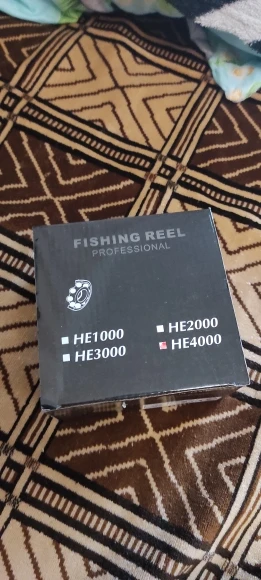 FISHING REEL
PROFESSIONAL
HE1000 HE2000
HE3000 HE4000